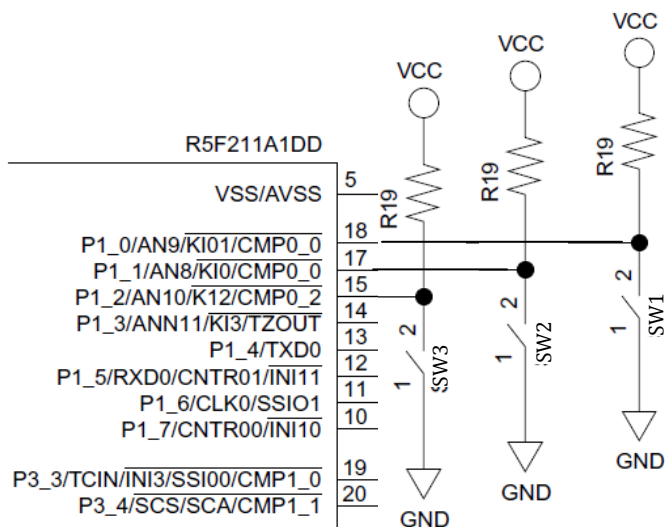 VCC
VCC
VCC
R5F211A1DD
R19
R19
R19
VSS/AVSS 5
P1_0/AN9/KI01/CMP0_0 18
P1_1/AN8/KI0/CMP0_0 17
P1_2/AN10/K12/CMP0_2 15
P1_3/ANN11/KI3/TZOUT 14
P1_4/TXD0 13
P1_5/RXD0/CNTR01/INI11 12
P1_6/CLK0/SSIO1 11
P1_7/CNTR00/INI10 10
P3_3/TCIN/INI3/SSI00/CMP1_0 19
P3_4/SCS/SCA/CMP1_1 20
2
1
SW3
2
1
SW2
2
1
SW1
GND
GND
GND